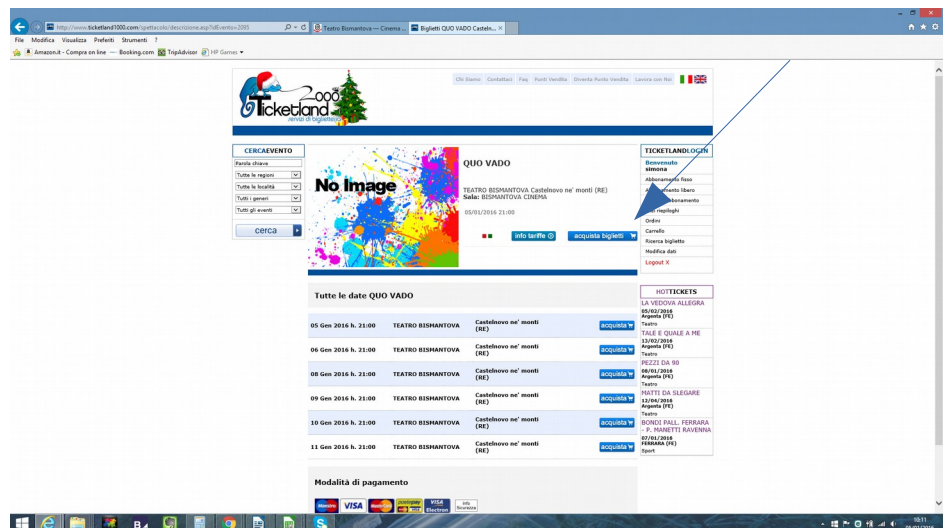 http://www.ticketland1000.com/spettacolo/descrizione.asp?idEvento=2095
Teatro Bismantova — Cinema ...
Biglietti QUO VADO Casteln... ×
File Modifica Visualizza Preferiti Strumenti ?
Amazon.it - Compra on line
Booking.com
TripAdvisor
HP Games
Chi Siamo Contattaci Faq Punti Vendita Diventa Punto Vendita Lavora con Noi
Ticketland
2000
servizi di biglietteria
CERCAEVENTO
Parola chiave
Tutte le regioni
Tutte le località
Tutti i generi
Tutti gli eventi
cerca
No Image
QUO VADO
TEATRO BISMANTOVA Castelnovo ne' monti (RE)
Sala: BISMANTOVA CINEMA
05/01/2016 21:00
info tariffe
acquista biglietti
TICKETLANDLOGIN
Benvenuto
simona
Abbonamento fisso
Abbonamento libero
riepiloghi
Ordini
Carrello
Ricerca biglietto
Modifica dati
Logout X
Tutte le date QUO VADO
05 Gen 2016 h. 21:00 TEATRO BISMANTOVA Castelnovo ne' monti (RE) acquista
06 Gen 2016 h. 21:00 TEATRO BISMANTOVA Castelnovo ne' monti (RE) acquista
08 Gen 2016 h. 21:00 TEATRO BISMANTOVA Castelnovo ne' monti (RE) acquista
09 Gen 2016 h. 21:00 TEATRO BISMANTOVA Castelnovo ne' monti (RE) acquista
10 Gen 2016 h. 21:00 TEATRO BISMANTOVA Castelnovo ne' monti (RE) acquista
11 Gen 2016 h. 21:00 TEATRO BISMANTOVA Castelnovo ne' monti (RE) acquista
HOTTICKETS
LA VEDOVA ALLEGRA
05/02/2016
Argenta (FE)
Teatro
TALE E QUALE A ME
13/02/2016
Argenta (FE)
Teatro
PEZZI DA 90
08/01/2016
Argenta (FE)
Teatro
MATTI DA SLEGARE
12/04/2016
Argenta (FE)
Teatro
BONDI PALL. FERRARA
- P. MANETTI RAVENNA
07/01/2016
FERRARA (FE)
Sport
Modalità di pagamento
Maestro
VISA
MasterCard
postepay
VISA
Electron
info
Sicurezza
10:11
05/01/2016